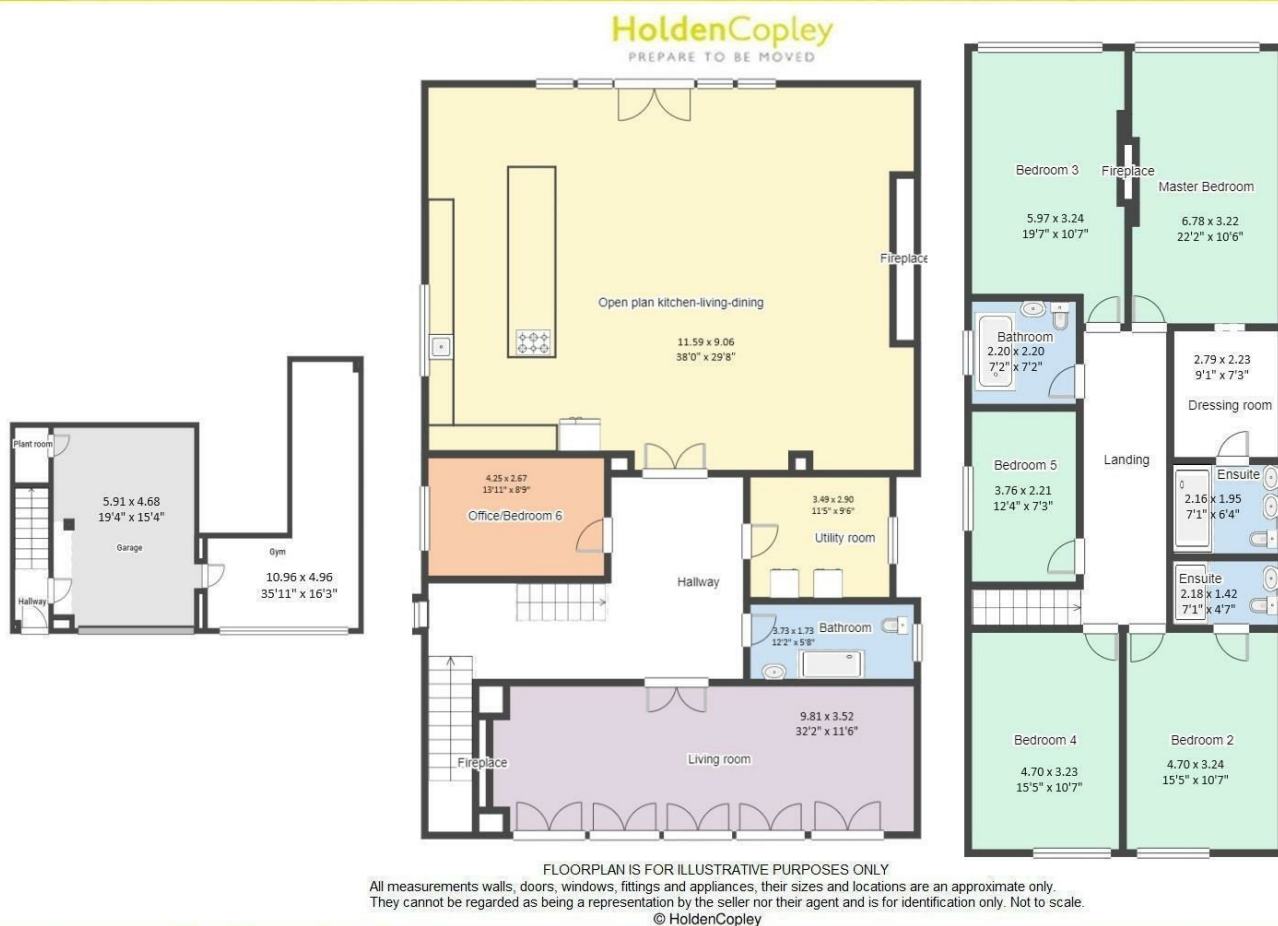 HoldenCopley
PREPARE TO BE MOVED
Plant room
5.91 x 4.68
19'4" x 15'4"
Garage
Hallway
Gym
10.96 x 4.96
35'11" x 16'3"
Open plan kitchen-living-dining
11.59 x 9.06
38'0" x 29'8"
Fireplace
4.25 x 2.67
13'11" x 8'9"
Office/Bedroom 6
3.49 x 2.90
11'5" x 9'6"
Utility room
Hallway
3.73 x 1.73
12'2" x 5'8"
Bathroom
9.81 x 3.52
32'2" x 11'6"
Living room
Fireplace
Bedroom 3
5.97 x 3.24
19'7" x 10'7"
Fireplace
Master Bedroom
6.78 x 3.22
22'2" x 10'6"
Bathroom
2.20 x 2.20
7'2" x 7'2"
2.79 x 2.23
9'1" x 7'3"
Dressing room
Bedroom 5
3.76 x 2.21
12'4" x 7'3"
Landing
Ensuite
2.16 x 1.95
7'1" x 6'4"
Ensuite
2.18 x 1.42
7'1" x 4'7"
Bedroom 4
4.70 x 3.23
15'5" x 10'7"
Bedroom 2
4.70 x 3.24
15'5" x 10'7"
FLOORPLAN IS FOR ILLUSTRATIVE PURPOSES ONLY
All measurements walls, doors, windows, fittings and appliances, their sizes and locations are an approximate only.
They cannot be regarded as being a representation by the seller nor their agent and is for identification only. Not to scale.
© HoldenCopley